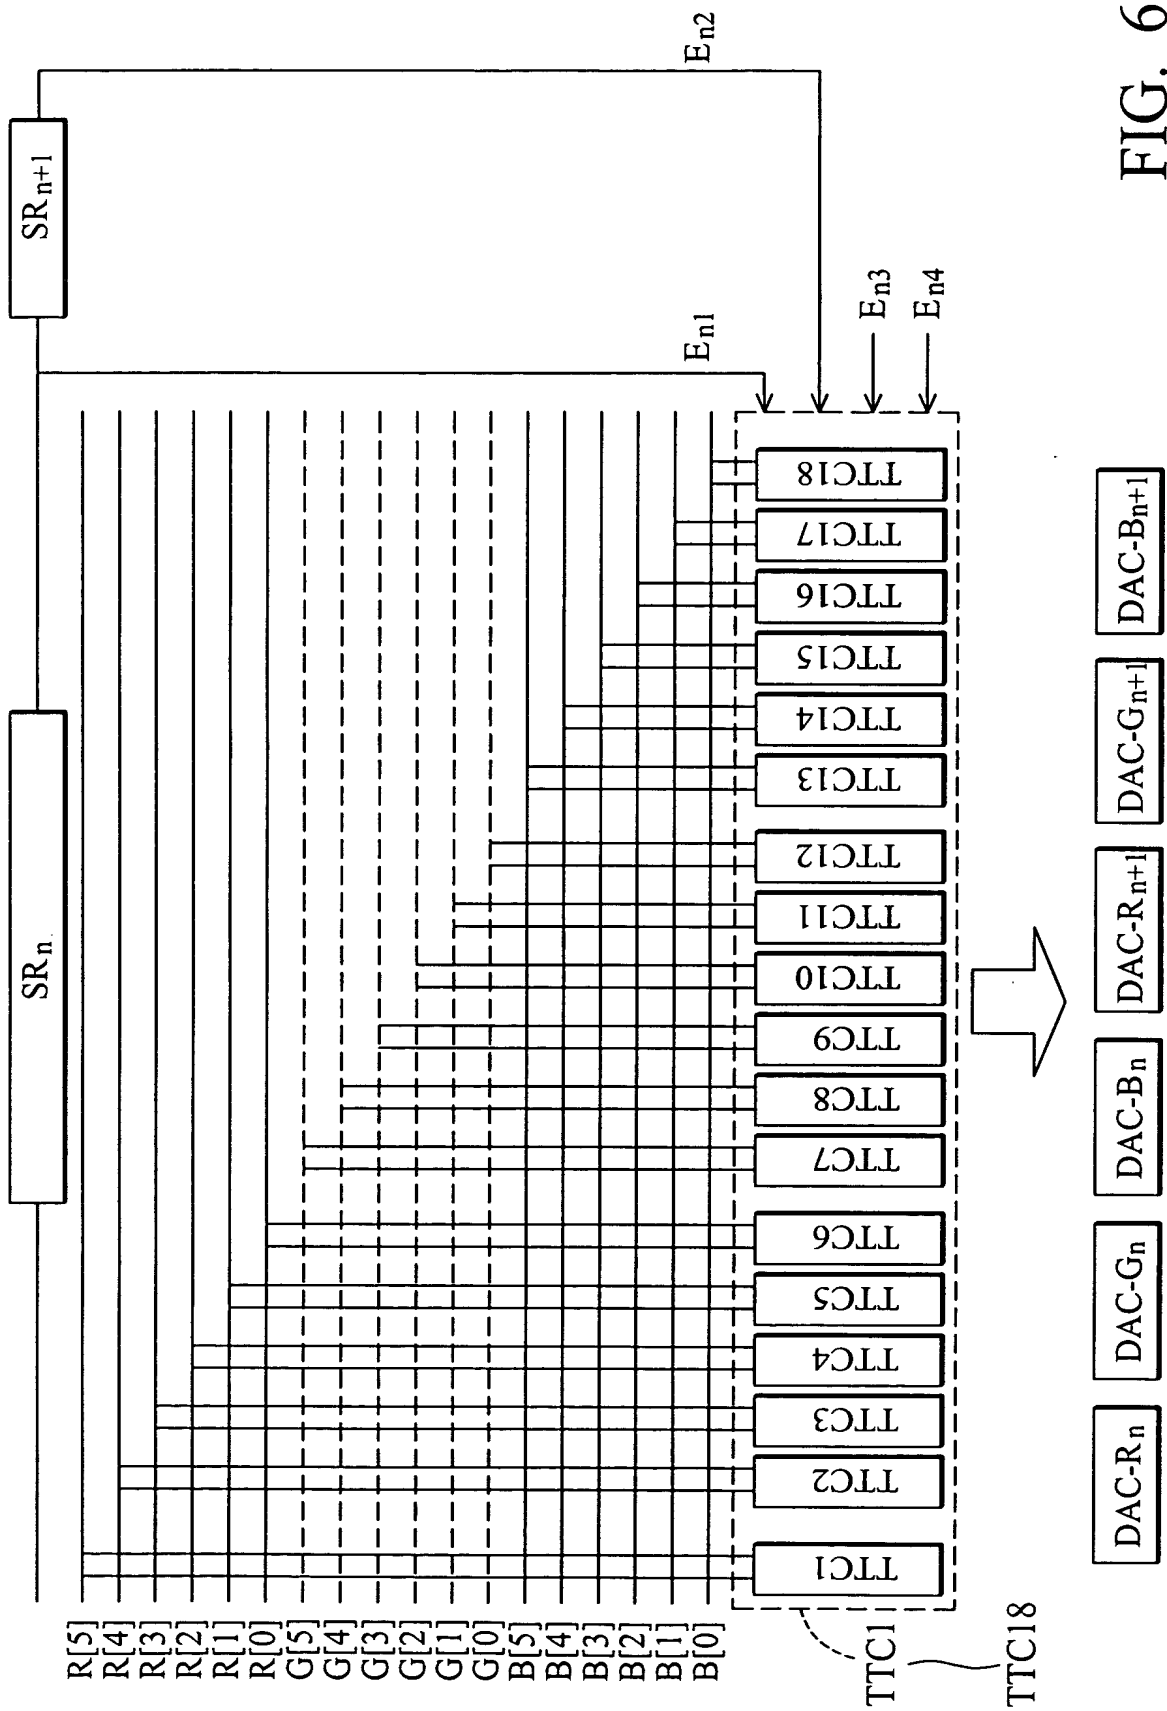 SRn
SRn+1
R[5]
R[4]
R[3]
R[2]
R[1]
R[0]
G[5]
G[4]
G[3]
G[2]
G[1]
G[0]
B[5]
B[4]
B[3]
B[2]
B[1]
B[0]
En1
En2
TTC1
TTC2
TTC3
TTC4
TTC5
TTC6
TTC7
TTC8
TTC9
TTC10
TTC11
TTC12
TTC13
TTC14
TTC15
TTC16
TTC17
TTC18
En3
En4
TTC1
TTC18
DAC-Rn
DAC-Gn
DAC-Bn
DAC-Rn+1
DAC-Gn+1
DAC-Bn+1
FIG. 6